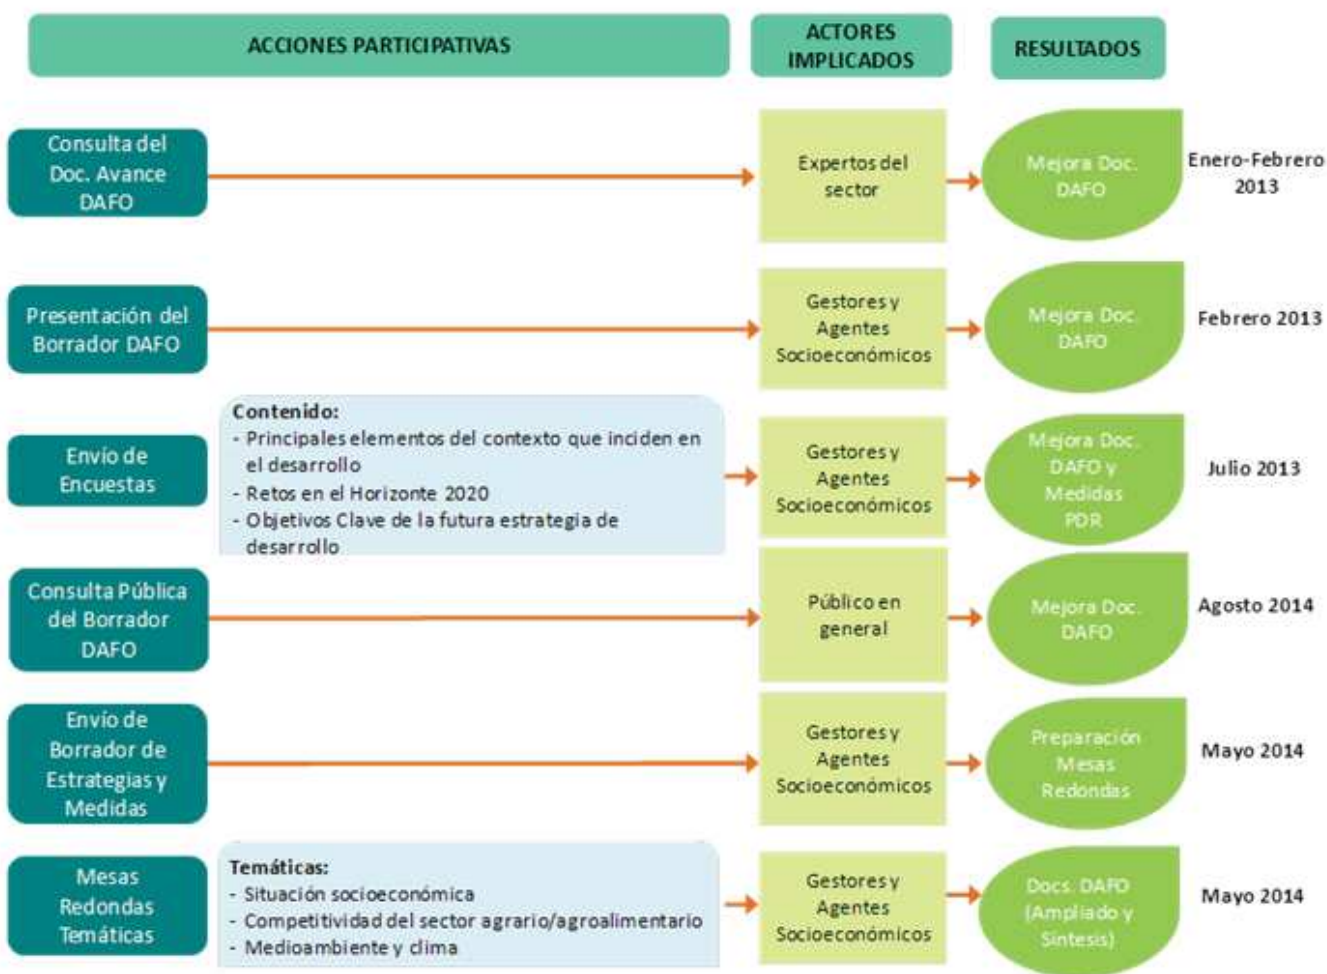 ACCIONES PARTICIPATIVAS
ACTORES
IMPLICADOS
RESULTADOS
Consulta del
Doc. Avance
DAFO
Expertos del
sector
Mejora Doc.
DAFO
Enero-Febrero
2013
Presentación del
Borrador DAFO
Gestores y
Agentes
Socioeconómicos
Mejora Doc.
DAFO
Febrero 2013
Envío de
Encuestas
Contenido:
- Principales elementos del contexto que inciden en
el desarrollo
- Retos en el Horizonte 2020
- Objetivos Clave de la futura estrategia de
desarrollo
Gestores y
Agentes
Socioeconómicos
Mejora Doc.
DAFO y
Medidas
PDR
Julio 2013
Consulta Pública
del Borrador
DAFO
Público en
general
Mejora Doc.
DAFO
Agosto 2014
Envío de
Borrador de
Estrategias y
Medidas
Gestores y
Agentes
Socioeconómicos
Preparación
Mesas
Redondas
Mayo 2014
Mesas
Redondas
Temáticas
Temáticas:
- Situación socioeconómica
- Competitividad del sector agrario/agroalimentario
- Medioambiente y clima
Gestores y
Agentes
Socioeconómicos
Docs. DAFO
(Ampliado y
Síntesis)
Mayo 2014